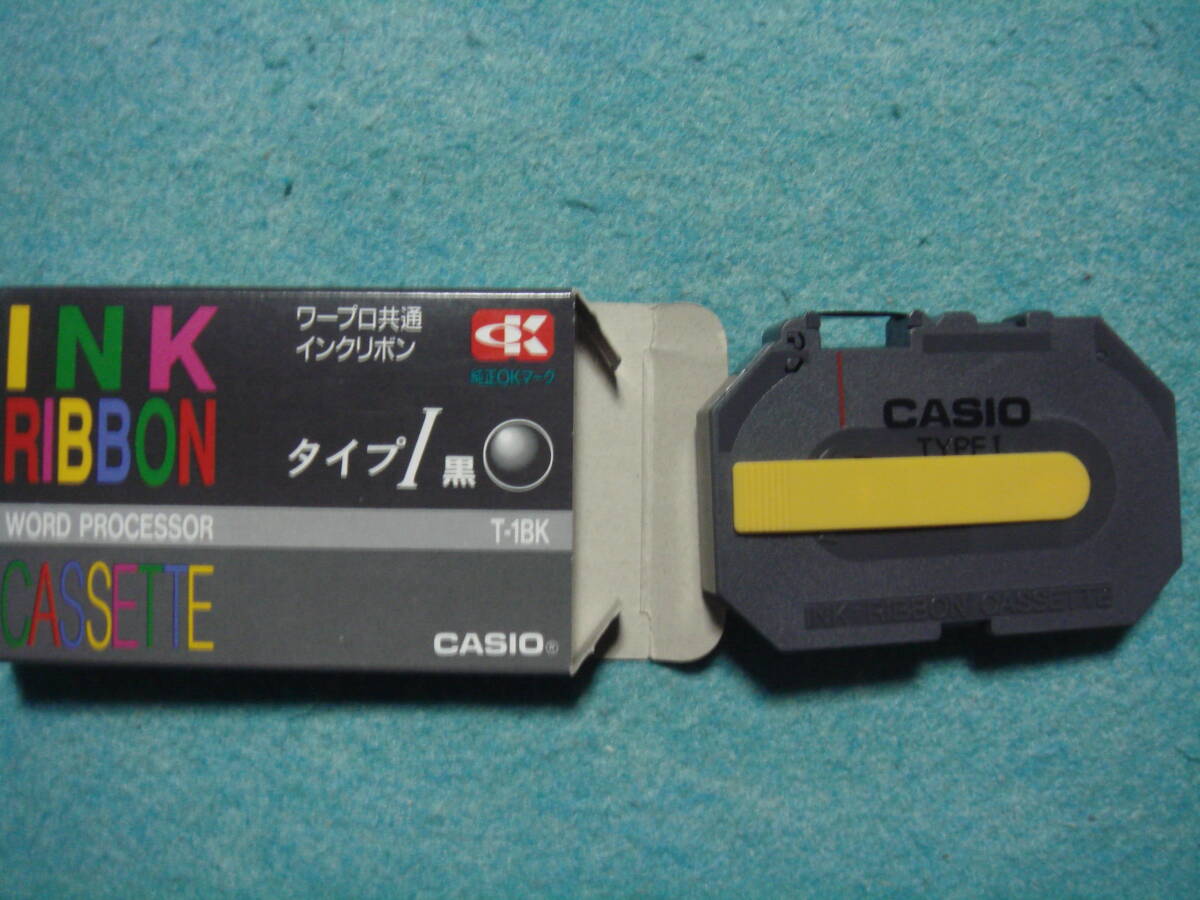 INK
RIBBON
WORD PROCESSOR
CASSETTE
ワープロ共通
インクリボン
OK
純正OKマーク
タイプI 黒
T-1BK
CASIO®
CASIO
TYPE I
INK RIBBON CASSETTE